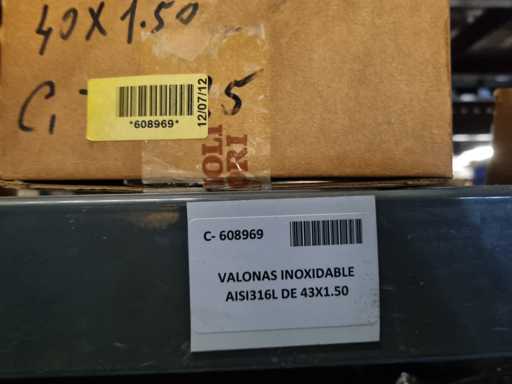 40X1.50
*608969*
12/07/12
C- 608969
VALONAS INOXIDABLE
AISI316L DE 43X1.50